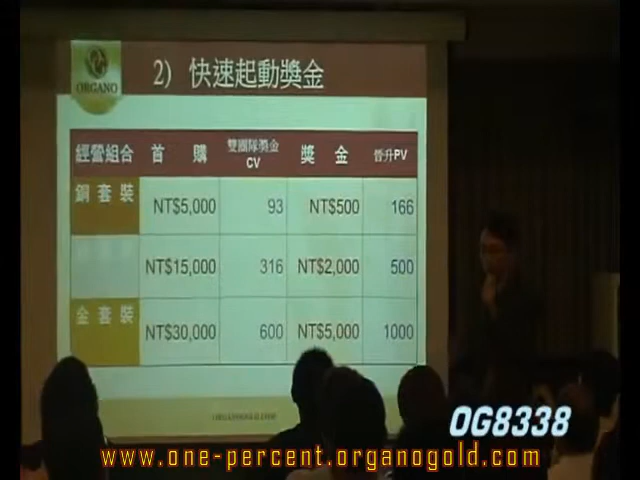 ORGANO
2) 快速起動獎金
經營組合 首 購 雙團隊獎金 CV 獎 金 晉升PV
銅 套 裝 NT$5,000 93 NT$500 166
NT$15,000 316 NT$2,000 500
金 套 裝 NT$30,000 600 NT$5,000 1000
ORGANOGOLD.COM
OG8338
www.one-percent.organogold.com